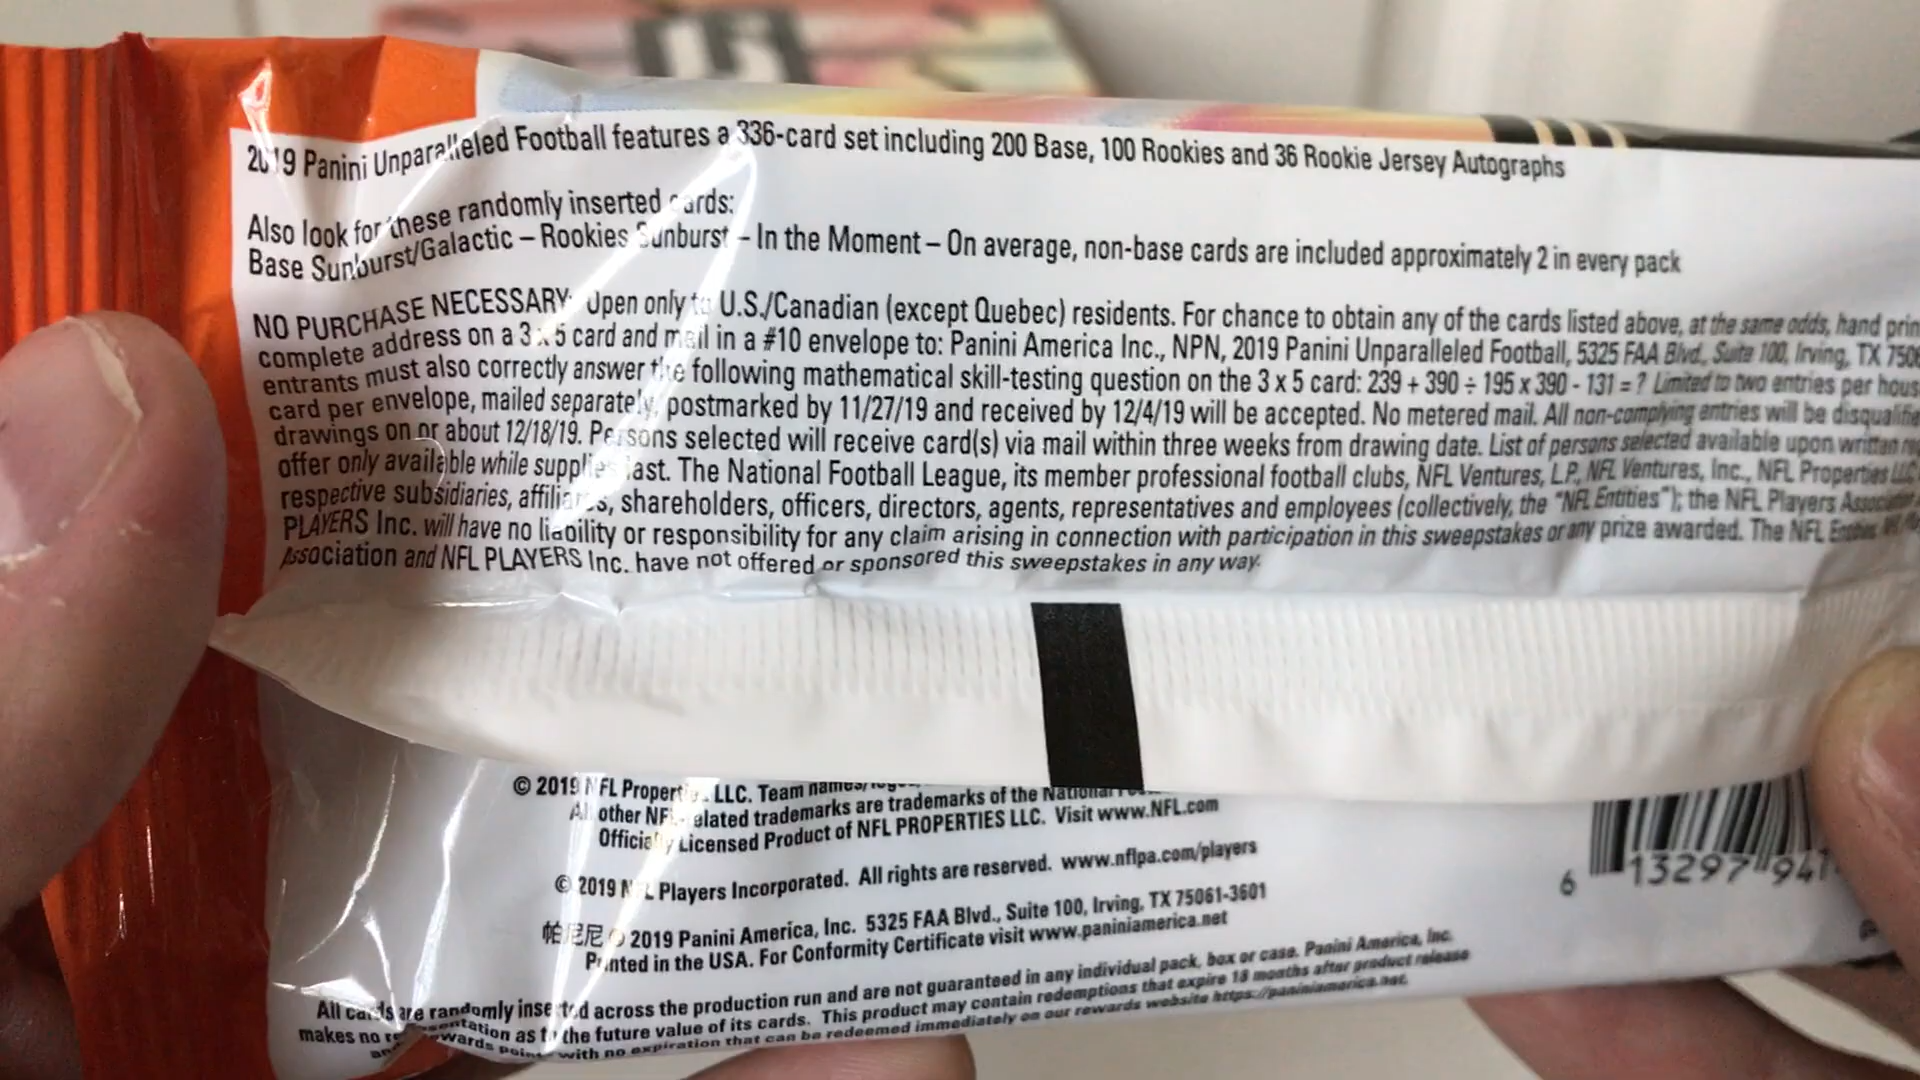 2019 Panini Unparalleled Football features a 336-card set including 200 Base, 100 Rookies and 36 Rookie Jersey Autographs
Also look for these randomly inserted cards:
Base Sunburst/Galactic – Rookies Sunburst – In the Moment – On average, non-base cards are included approximately 2 in every pack
NO PURCHASE NECESSARY: Open only to U.S./Canadian (except Quebec) residents. For chance to obtain any of the cards listed above, at the same odds, hand
complete address on a 3 x 5 card and mail in a #10 envelope to: Panini America Inc., NPN, 2019 Panini Unparalleled Football, 5325 FAA Blvd., Suite 100, Irving, TX
entrants must also correctly answer the following mathematical skill-testing question on the 3 x 5 card: 239 + 390 ÷ 195 x 390 - 131 = ? Limited to two entries per
card per envelope, mailed separately, postmarked by 11/27/19 and received by 12/4/19 will be accepted. No metered mail. All non-complying entries will be
drawings on or about 12/18/19. Persons selected will receive card(s) via mail within three weeks from drawing date. List of persons selected available upon written
offer only available while supplies last. The National Football League, its member professional football clubs, NFL Ventures, L.P., NFL Ventures, Inc., NFL Properties LLC
respective subsidiaries, affiliates, shareholders, officers, directors, agents, representatives and employees (collectively, the "NFL Entities"); the NFL Players
PLAYERS Inc. will have no liability or responsibility for any claim arising in connection with participation in this sweepstakes or any prize awarded. The NFL
Association and NFL PLAYERS Inc. have not offered or sponsored this sweepstakes in any way.
© 2019 NFL Properties LLC. Team names/ of the National
All other NFL-related trademarks are trademarks of the National
Officially Licensed Product of NFL PROPERTIES LLC. Visit www.NFL.com
© 2019 NFL Players Incorporated. All rights are reserved. www.nflpa.com/players
帕尼尼 © 2019 Panini America, Inc. 5325 FAA Blvd., Suite 100, Irving, TX 75061-3601
Printed in the USA. For Conformity Certificate visit www.paniniamerica.net
6 13297 94
All cards are randomly inserted across the production run and are not guaranteed in any individual pack, box or case. Panini America, Inc.
makes no representation as to the future value of its cards. This product may contain redemptions that expire 18 months after product release
and rewards points with no expiration that can be redeemed immediately on our rewards website https://paniniamerica.net.